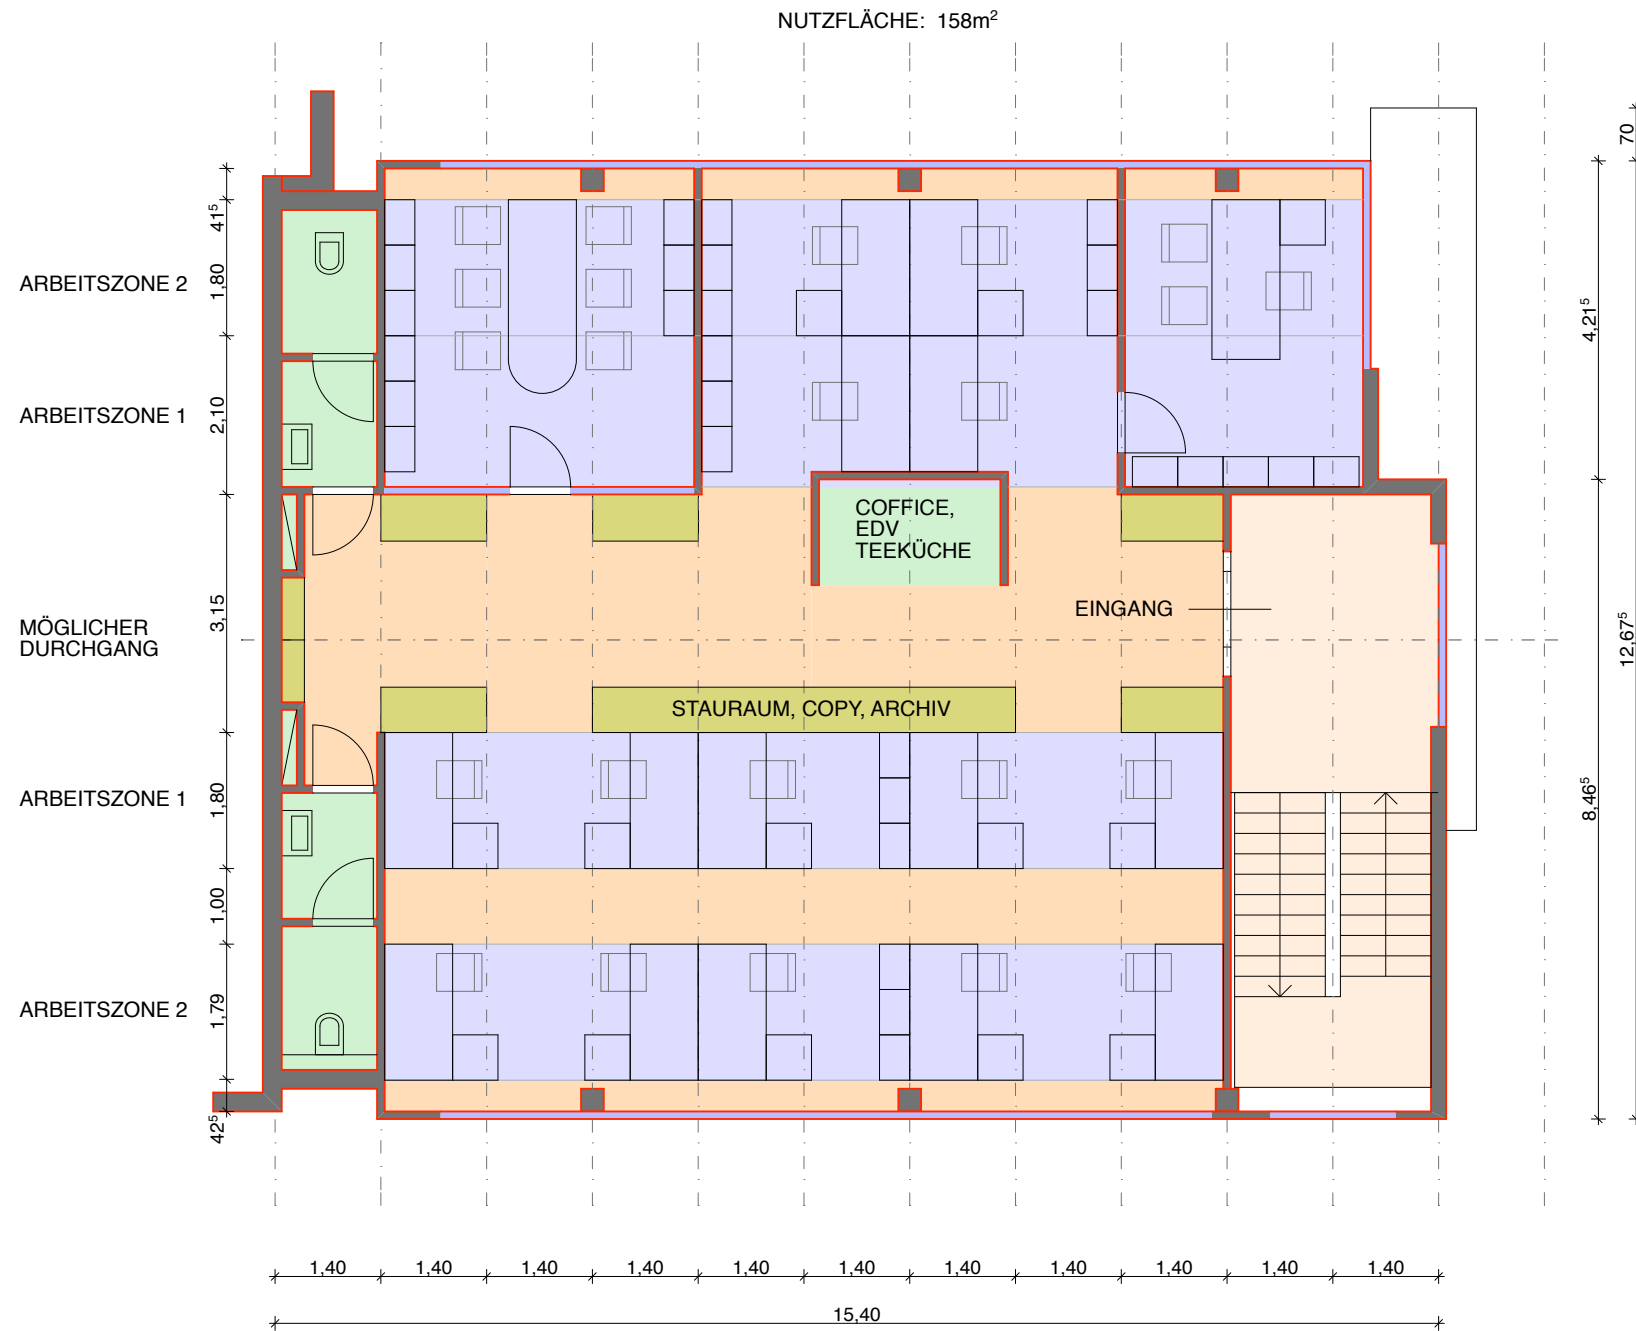 NUTZFLÄCHE: 158m²
70
41⁵
ARBEITSZONE 2
1,80
4,21⁵
ARBEITSZONE 1
2,10
COFFICE,
EDV
TEEKÜCHE
EINGANG
3,15
MÖGLICHER
DURCHGANG
12,67⁵
STAURAUM, COPY, ARCHIV
ARBEITSZONE 1
1,80
8,46⁵
1,00
ARBEITSZONE 2
1,79
42⁵
1,40 1,40 1,40 1,40 1,40 1,40 1,40 1,40 1,40 1,40 1,40
15,40